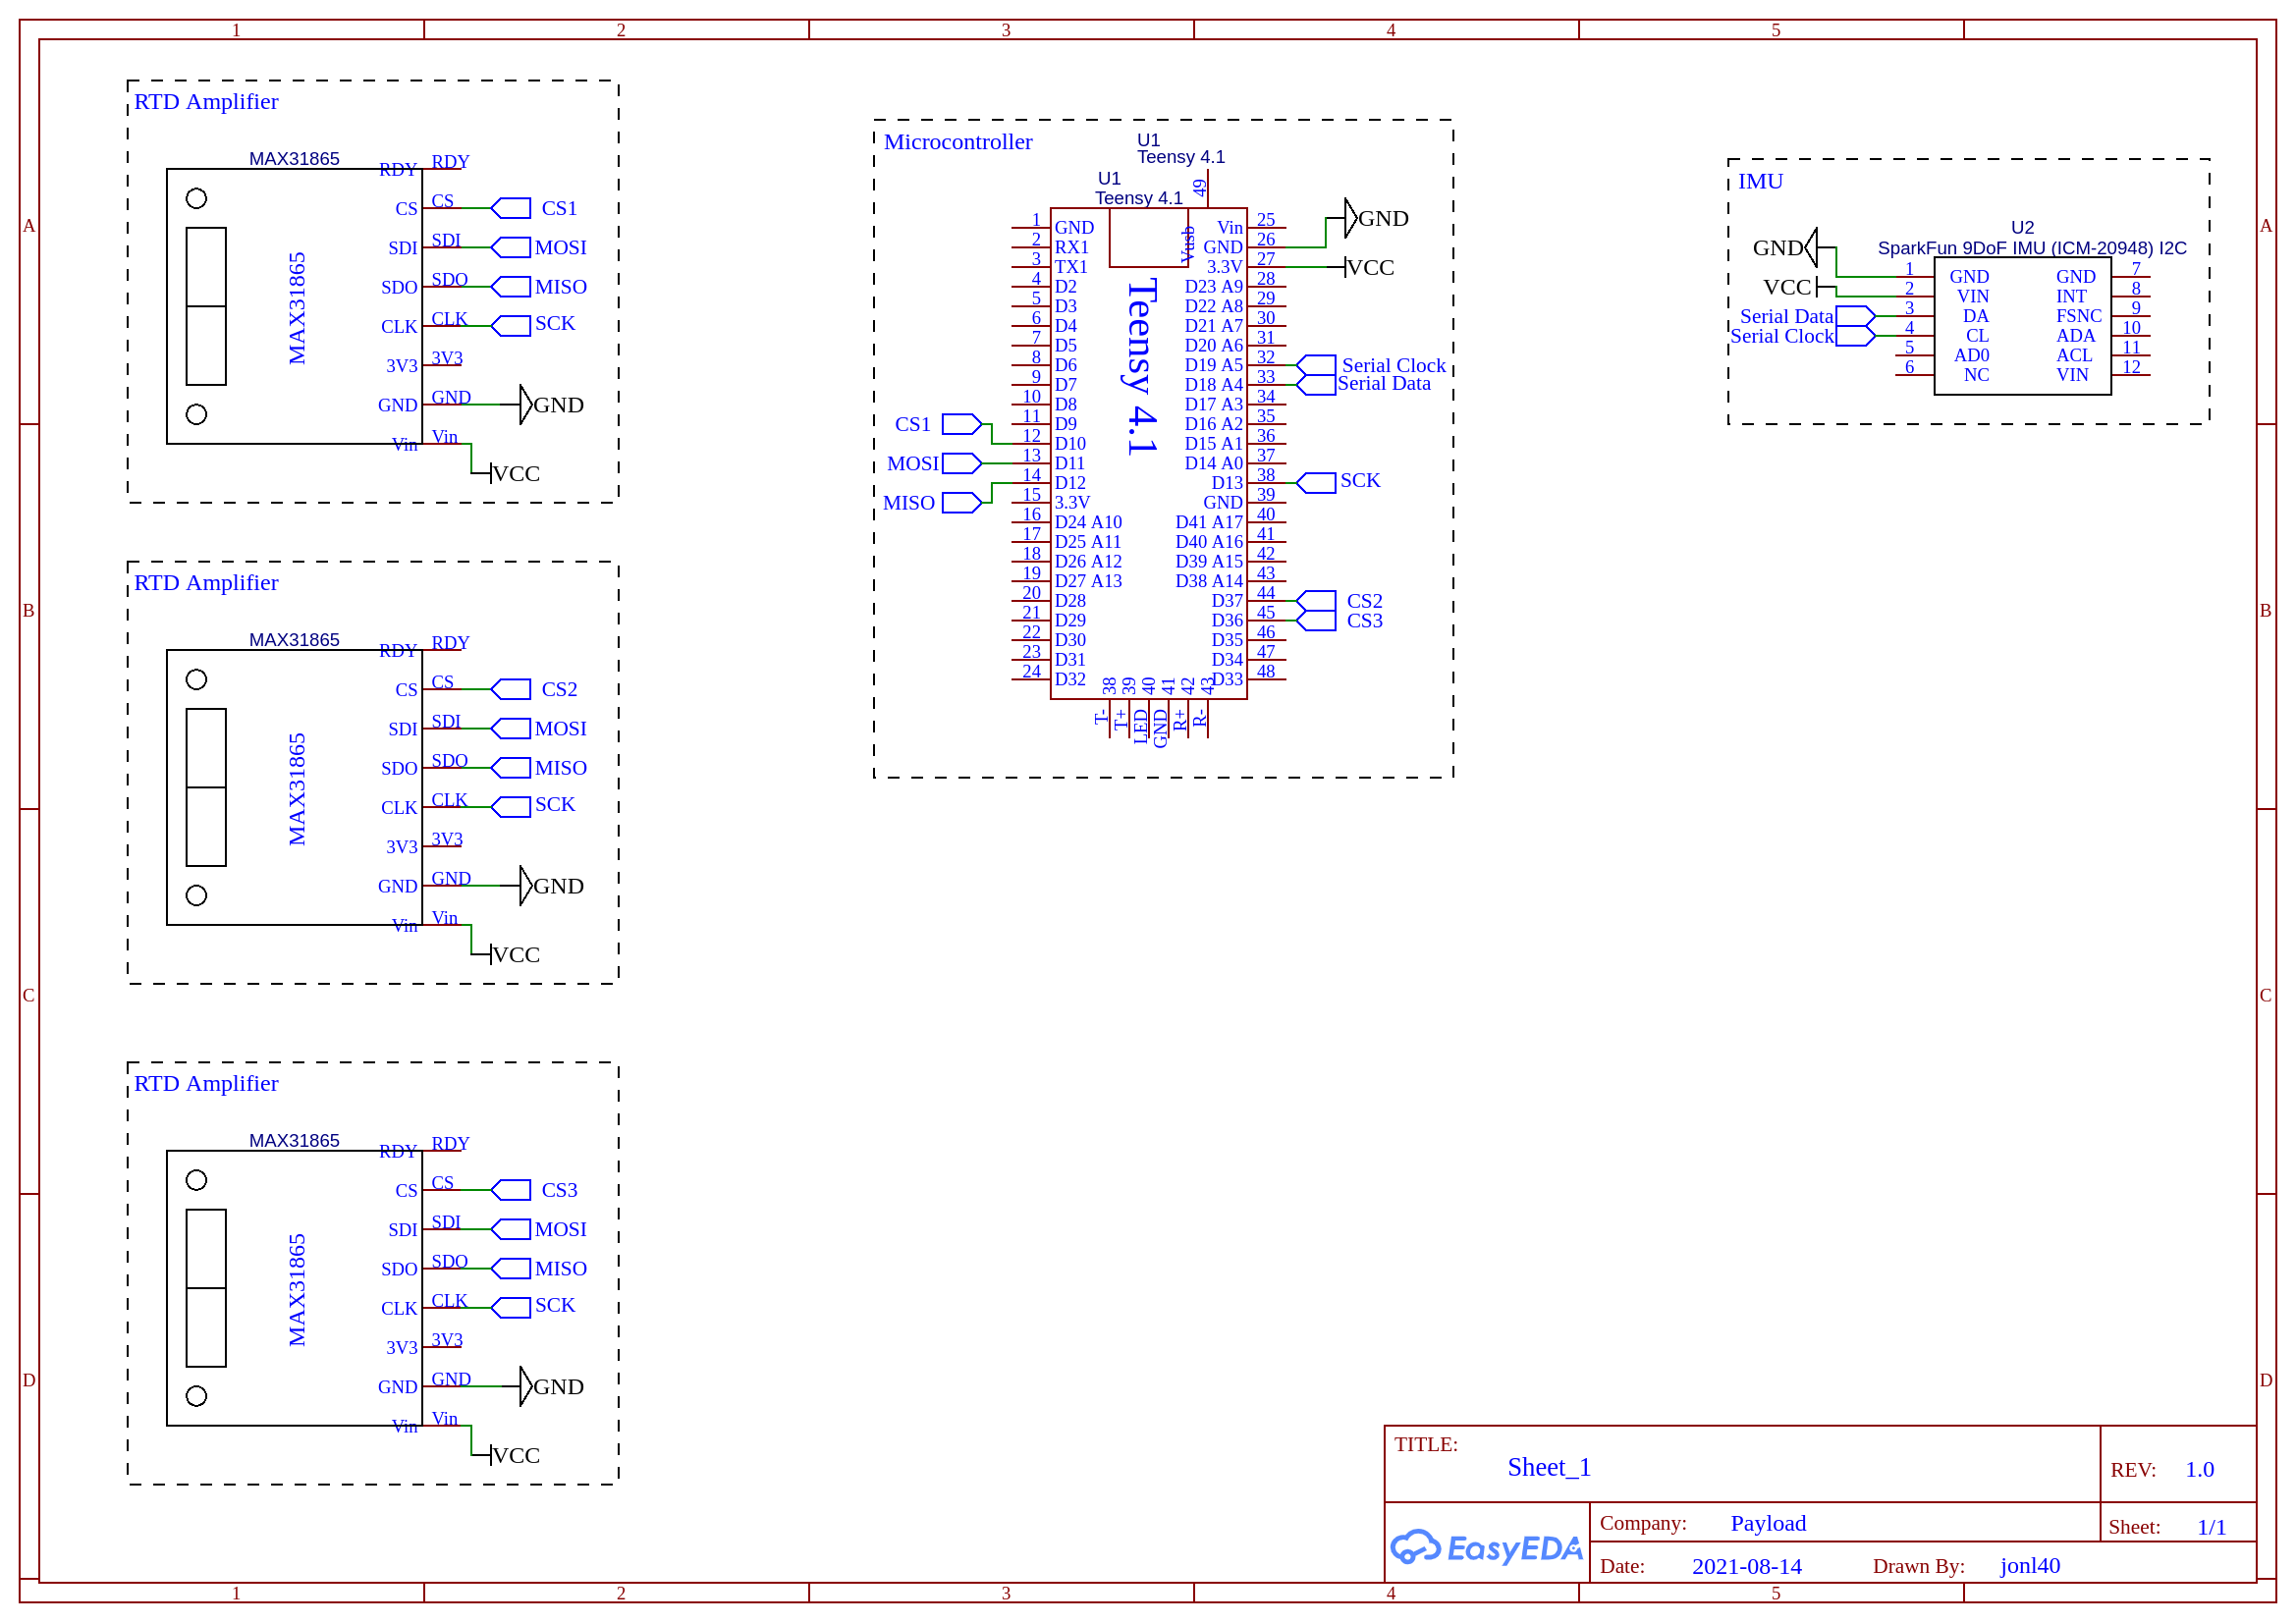 1 2 3 4 5
A
B
C
D
A
B
C
D
RTD Amplifier
MAX31865
MAX31865
RDY RDY
CS CS CS1
SDI SDI MOSI
SDO SDO MISO
CLK CLK SCK
3V3 3V3
GND GND GND
Vin Vin
VCC
RTD Amplifier
MAX31865
MAX31865
RDY RDY
CS CS CS2
SDI SDI MOSI
SDO SDO MISO
CLK CLK SCK
3V3 3V3
GND GND GND
Vin Vin
VCC
RTD Amplifier
MAX31865
MAX31865
RDY RDY
CS CS CS3
SDI SDI MOSI
SDO SDO MISO
CLK CLK SCK
3V3 3V3
GND GND GND
Vin Vin
VCC
Microcontroller
U1
Teensy 4.1
U1
Teensy 4.1
49
Vusb
Teensy 4.1
1 GND
2 RX1
3 TX1
4 D2
5 D3
6 D4
7 D5
8 D6
9 D7
10 D8
11 D9
CS1 12 D10
MOSI 13 D11
MISO 14 D12
15 3.3V
16 D24 A10
17 D25 A11
18 D26 A12
19 D27 A13
20 D28
21 D29
22 D30
23 D31
24 D32
Vin 25
GND 26 GND
3.3V 27 VCC
D23 A9 28
D22 A8 29
D21 A7 30
D20 A6 31
D19 A5 32 Serial Clock
D18 A4 33 Serial Data
D17 A3 34
D16 A2 35
D15 A1 36
D14 A0 37
D13 38 SCK
GND 39
D41 A17 40
D40 A16 41
D39 A15 42
D38 A14 43
D37 44 CS2
D36 45 CS3
D35 46
D34 47
D33 48
38 39 40 41 42 43
T- T+ LED GND R+ R-
IMU
U2
SparkFun 9DoF IMU (ICM-20948) I2C
GND 1 GND GND 7
VCC 2 VIN INT 8
Serial Data 3 DA FSNC 9
Serial Clock 4 CL ADA 10
5 AD0 ACL 11
6 NC VIN 12
TITLE:
Sheet_1
REV: 1.0
EasyEDA
Company: Payload
Sheet: 1/1
Date: 2021-08-14 Drawn By: jonl40
1 2 3 4 5